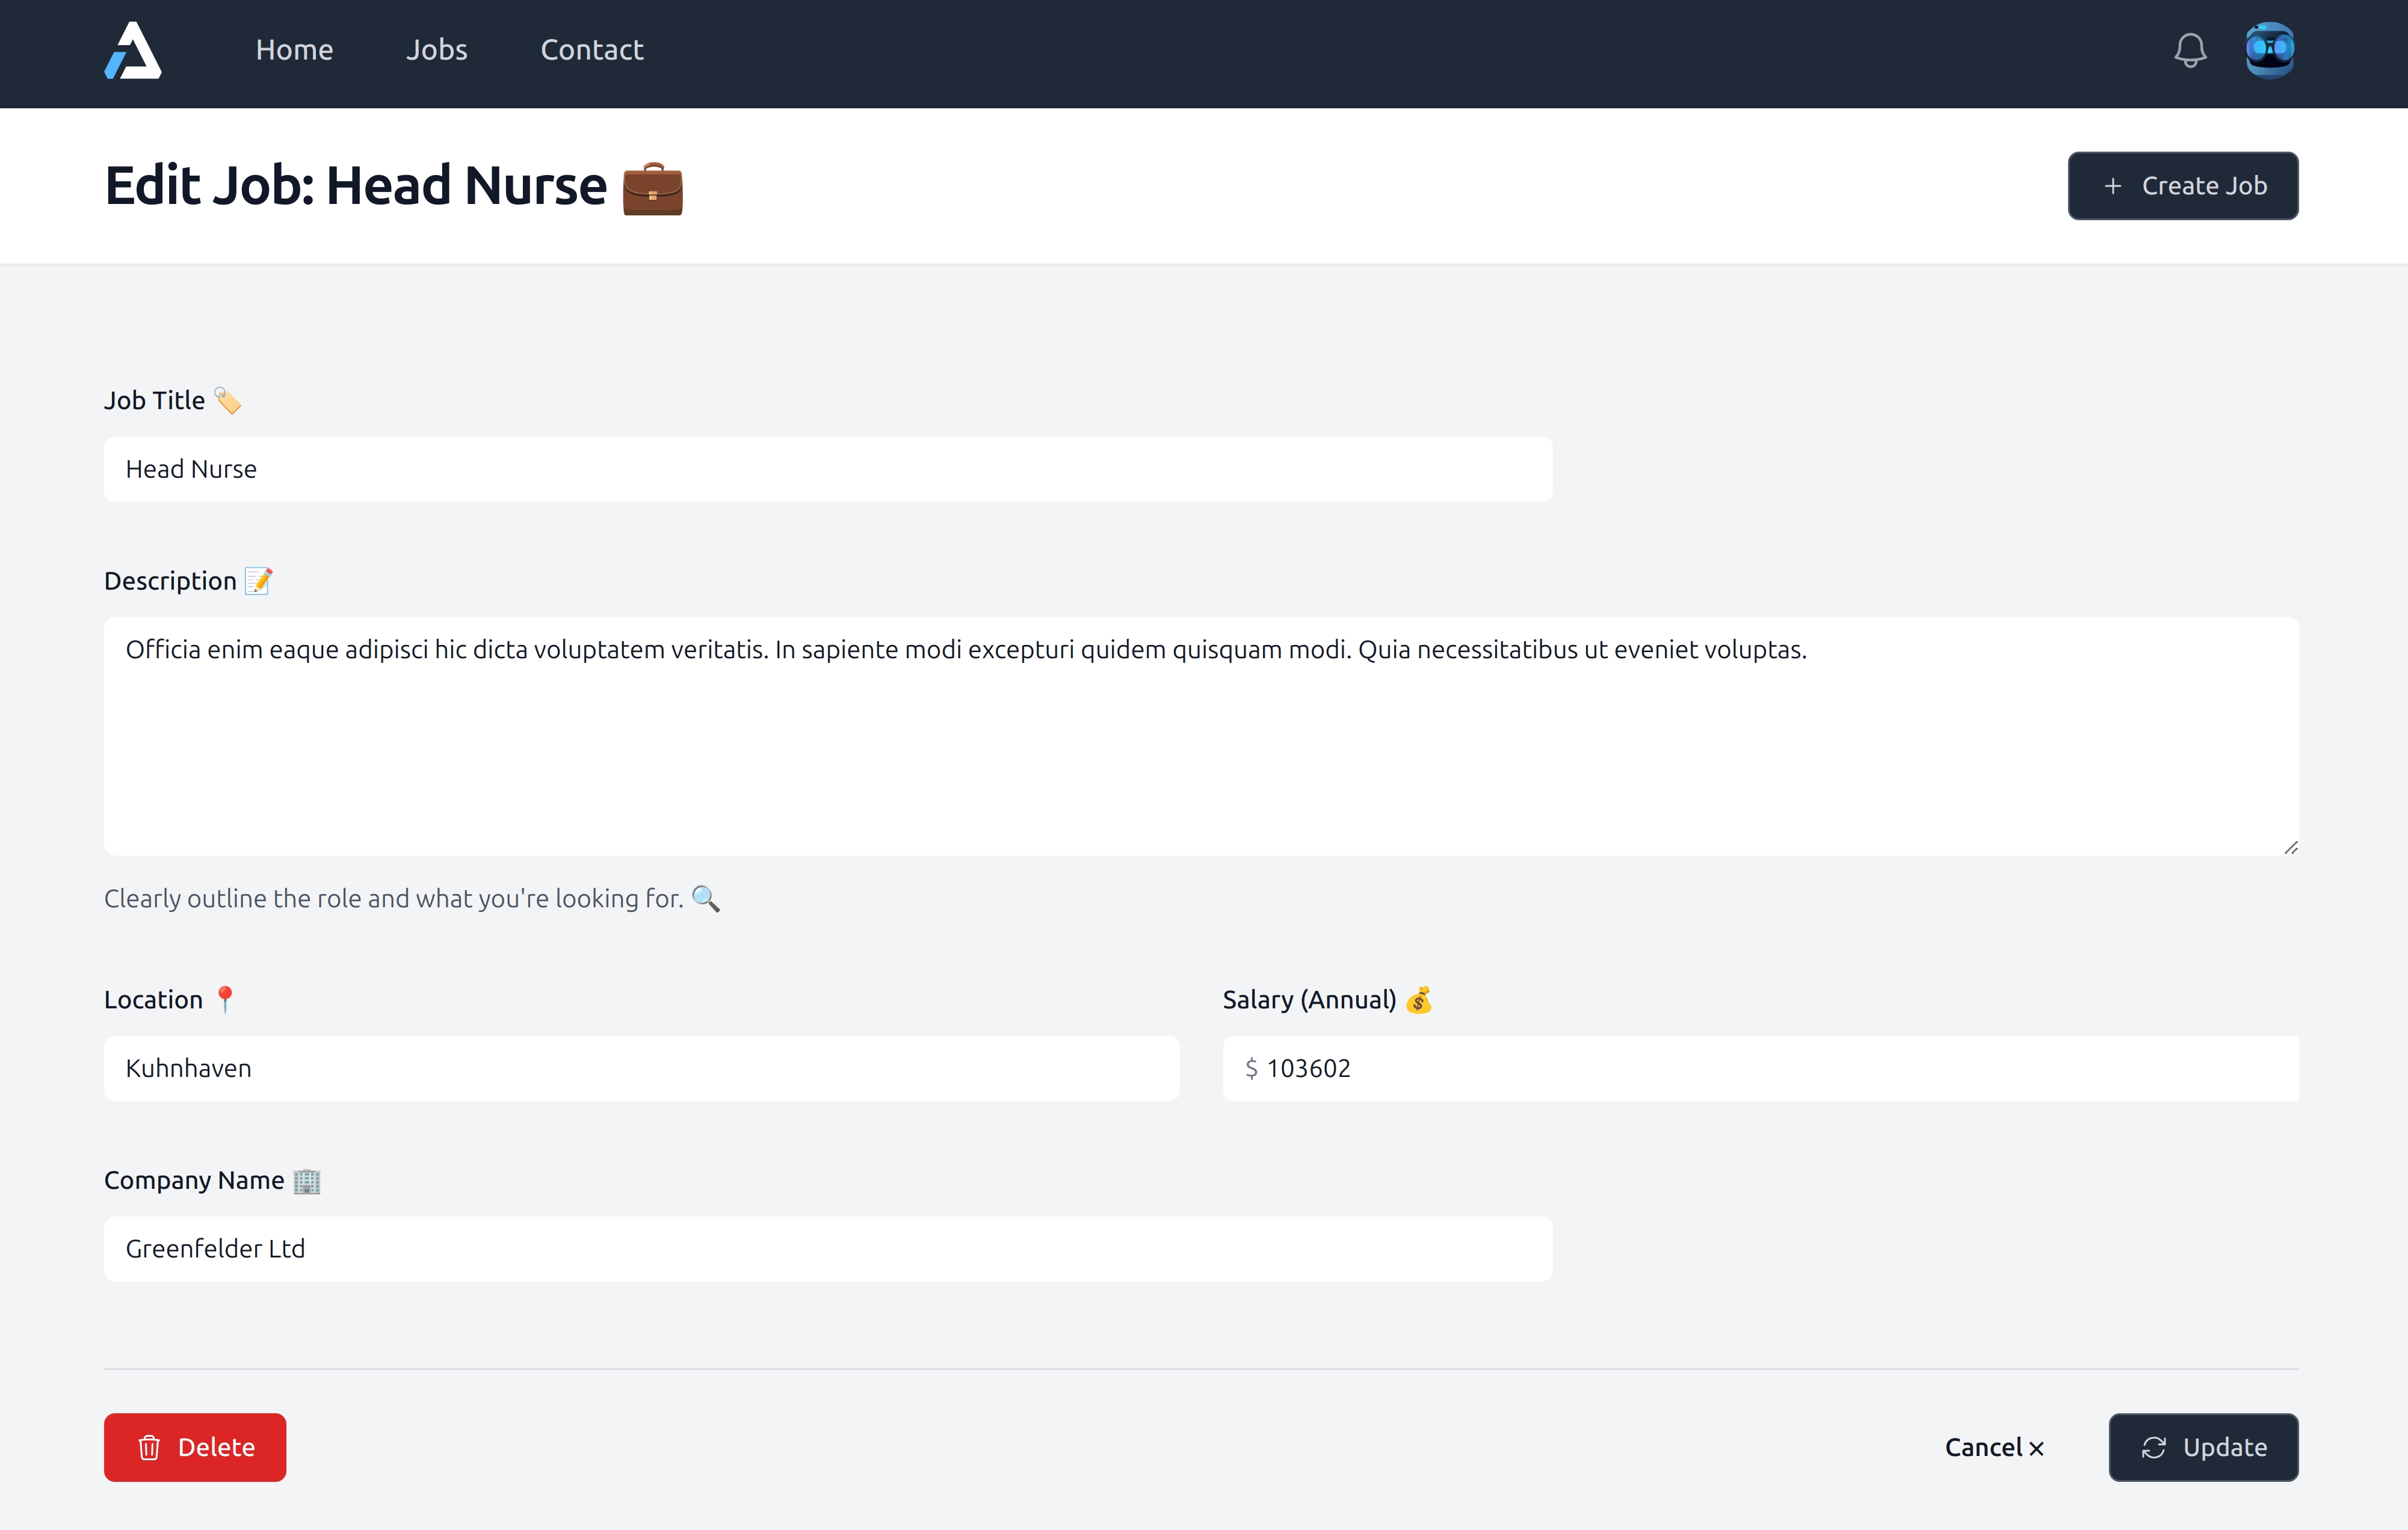 Home Jobs Contact
Edit Job: Head Nurse 💼
+ Create Job
Job Title 🏷️
Head Nurse
Description 📝
Officia enim eaque adipisci hic dicta voluptatem veritatis. In sapiente modi excepturi quidem quisquam modi. Quia necessitatibus ut eveniet voluptas.
Clearly outline the role and what you're looking for. 🔍
Location 📍
Kuhnhaven
Salary (Annual) 💰
$ 103602
Company Name 🏢
Greenfelder Ltd
Delete
Cancel ×
Update